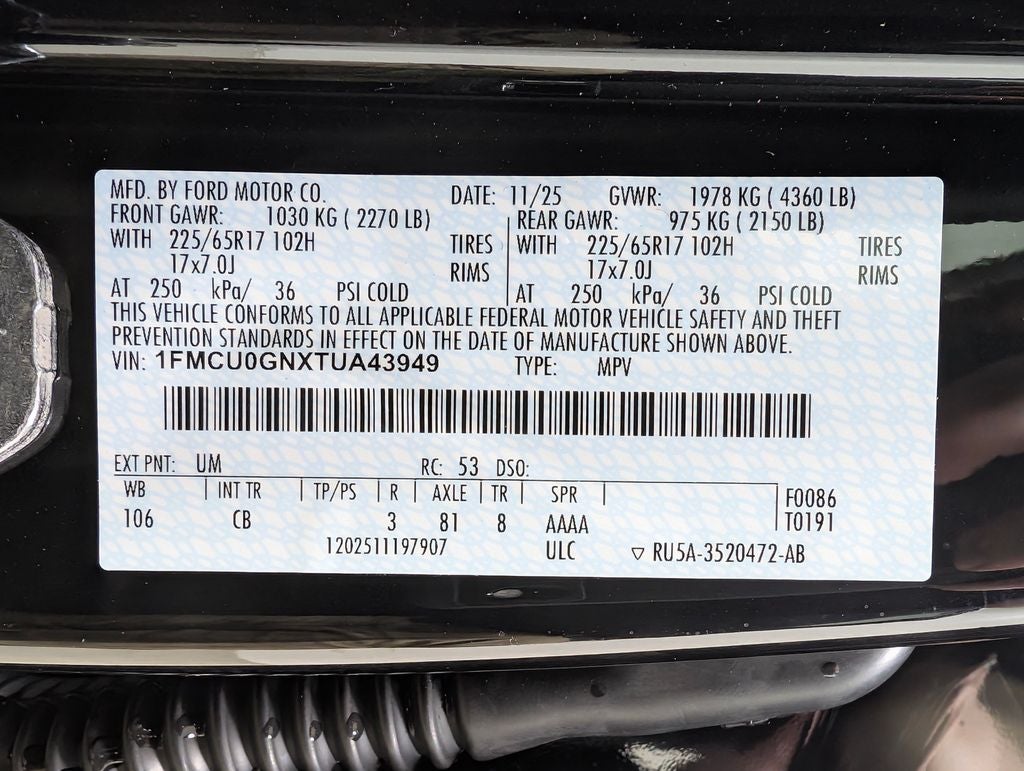 MFD. BY FORD MOTOR CO. DATE: 11/25 GVWR: 1978 KG ( 4360 LB)
FRONT GAWR: 1030 KG ( 2270 LB) REAR GAWR: 975 KG ( 2150 LB)
WITH 225/65R17 102H TIRES WITH 225/65R17 102H TIRES
17x7.0J RIMS 17x7.0J RIMS
AT 250 kPa/ 36 PSI COLD AT 250 kPa/ 36 PSI COLD
THIS VEHICLE CONFORMS TO ALL APPLICABLE FEDERAL MOTOR VEHICLE SAFETY AND THEFT
PREVENTION STANDARDS IN EFFECT ON THE DATE OF MANUFACTURE SHOWN ABOVE.
VIN: 1FMCU0GNXTUA43949 TYPE: MPV
EXT PNT: UM RC: 53 DSO:
WB INT TR TP/PS R AXLE TR SPR F0086
106 CB 3 81 8 AAAA T0191
1202511197907 ULC ▽ RU5A-3520472-AB